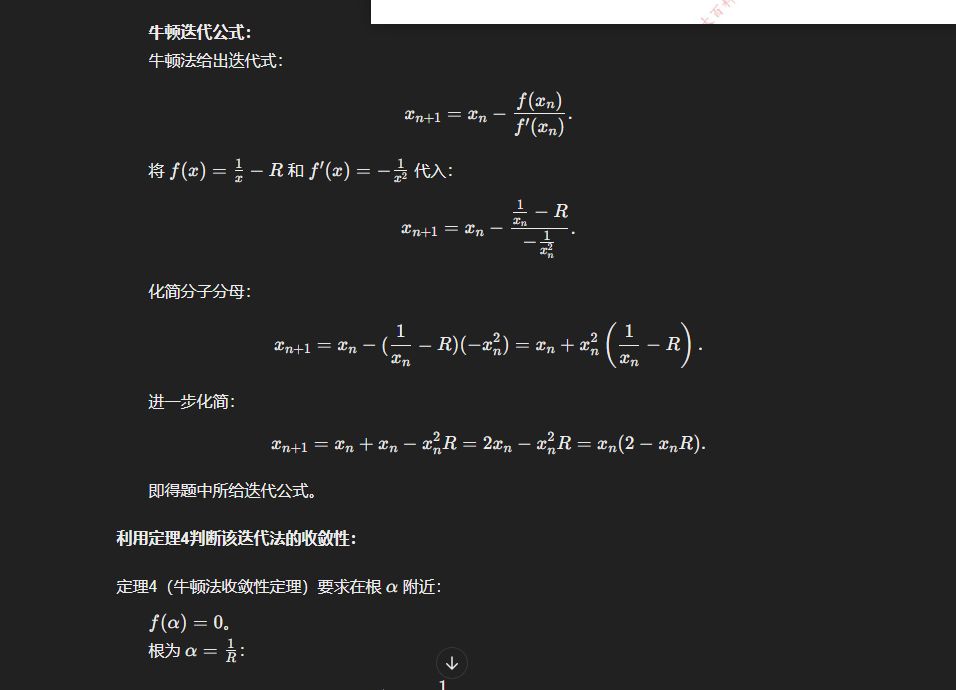 大百科
牛顿迭代公式：
牛顿法给出迭代式：
x_{n+1} = x_n − \frac{f(x_n)}{f′(x_n)}.
将 f(x) = \frac{1}{x} − R 和 f′(x) = −\frac{1}{x^2} 代入：
x_{n+1} = x_n − \frac{\frac{1}{x_n} − R}{−\frac{1}{x_n^2}}.
化简分子分母：
x_{n+1} = x_n − (\frac{1}{x_n} − R)(−x_n^2) = x_n + x_n^2 \left(\frac{1}{x_n} − R\right).
进一步化简：
x_{n+1} = x_n + x_n − x_n^2 R = 2x_n − x_n^2 R = x_n(2 − x_n R).
即得题中所给迭代公式。
利用定理4判断该迭代法的收敛性：
定理4（牛顿法收敛性定理）要求在根 α 附近：
f(α) = 0。
根为 α = \frac{1}{R}：
1